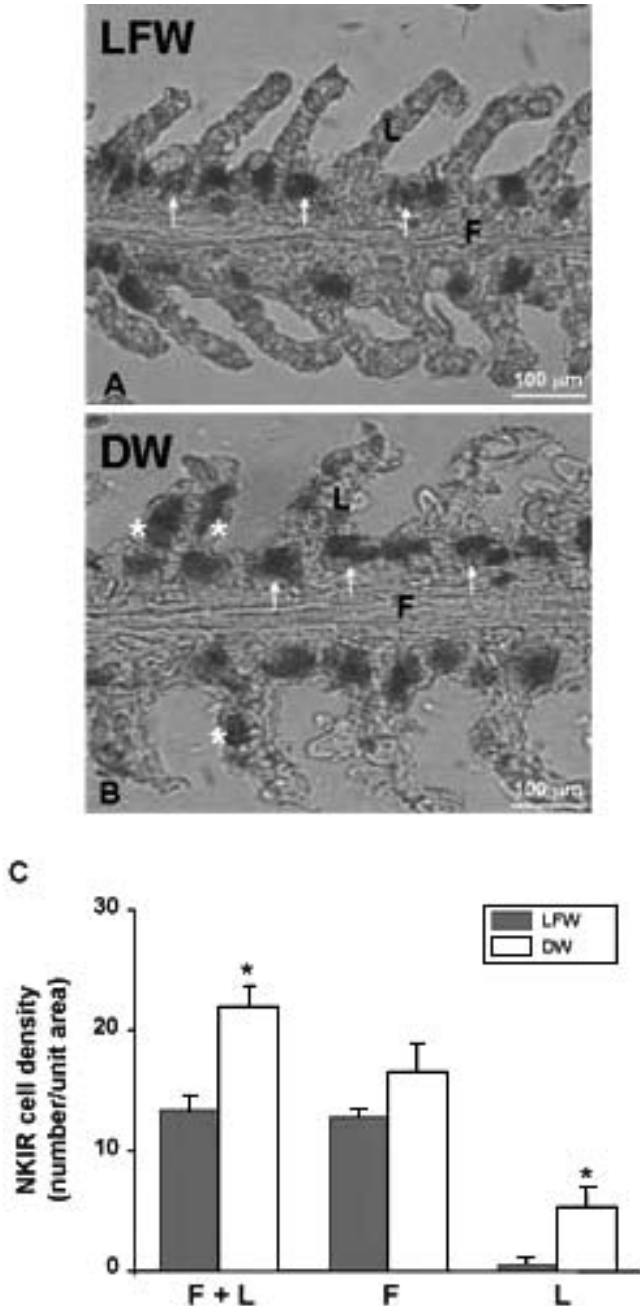 LFW
L
F
A
100 µm
DW
*
*
L
F
*
B
100 µm
C
30
20
10
0
NKIR cell density
(number/unit area)
LFW
DW
*
*
F + L
F
L